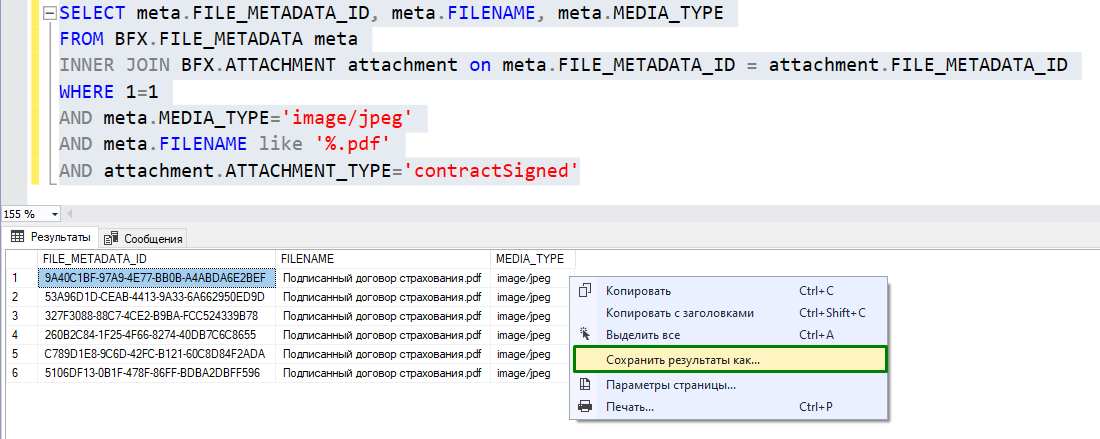 SELECT meta.FILE_METADATA_ID, meta.FILENAME, meta.MEDIA_TYPE
FROM BFX.FILE_METADATA meta
INNER JOIN BFX.ATTACHMENT attachment on meta.FILE_METADATA_ID = attachment.FILE_METADATA_ID
WHERE 1=1
AND meta.MEDIA_TYPE='image/jpeg'
AND meta.FILENAME like '%.pdf'
AND attachment.ATTACHMENT_TYPE='contractSigned'
155 %
Результаты Сообщения
FILE_METADATA_ID FILENAME MEDIA_TYPE
1 9A40C1BF-97A9-4E77-BB0B-A4ABDA6E2BEF Подписанный договор страхования.pdf image/jpeg
2 53A96D1D-CEAB-4413-9A33-6A662950ED9D Подписанный договор страхования.pdf image/jpeg
3 327F3088-88C7-4CE2-B9BA-FCC524339B78 Подписанный договор страхования.pdf image/jpeg
4 260B2C84-1F25-4F66-8274-40DB7C6C8655 Подписанный договор страхования.pdf image/jpeg
5 C789D1E8-9C6D-42FC-B121-60C8D84F2ADA Подписанный договор страхования.pdf image/jpeg
6 5106DF13-0B1F-478F-86FF-BDBA2DBFF596 Подписанный договор страхования.pdf image/jpeg
Копировать Ctrl+C
Копировать с заголовками Ctrl+Shift+C
Выделить все Ctrl+A
Сохранить результаты как...
Параметры страницы...
Печать... Ctrl+P